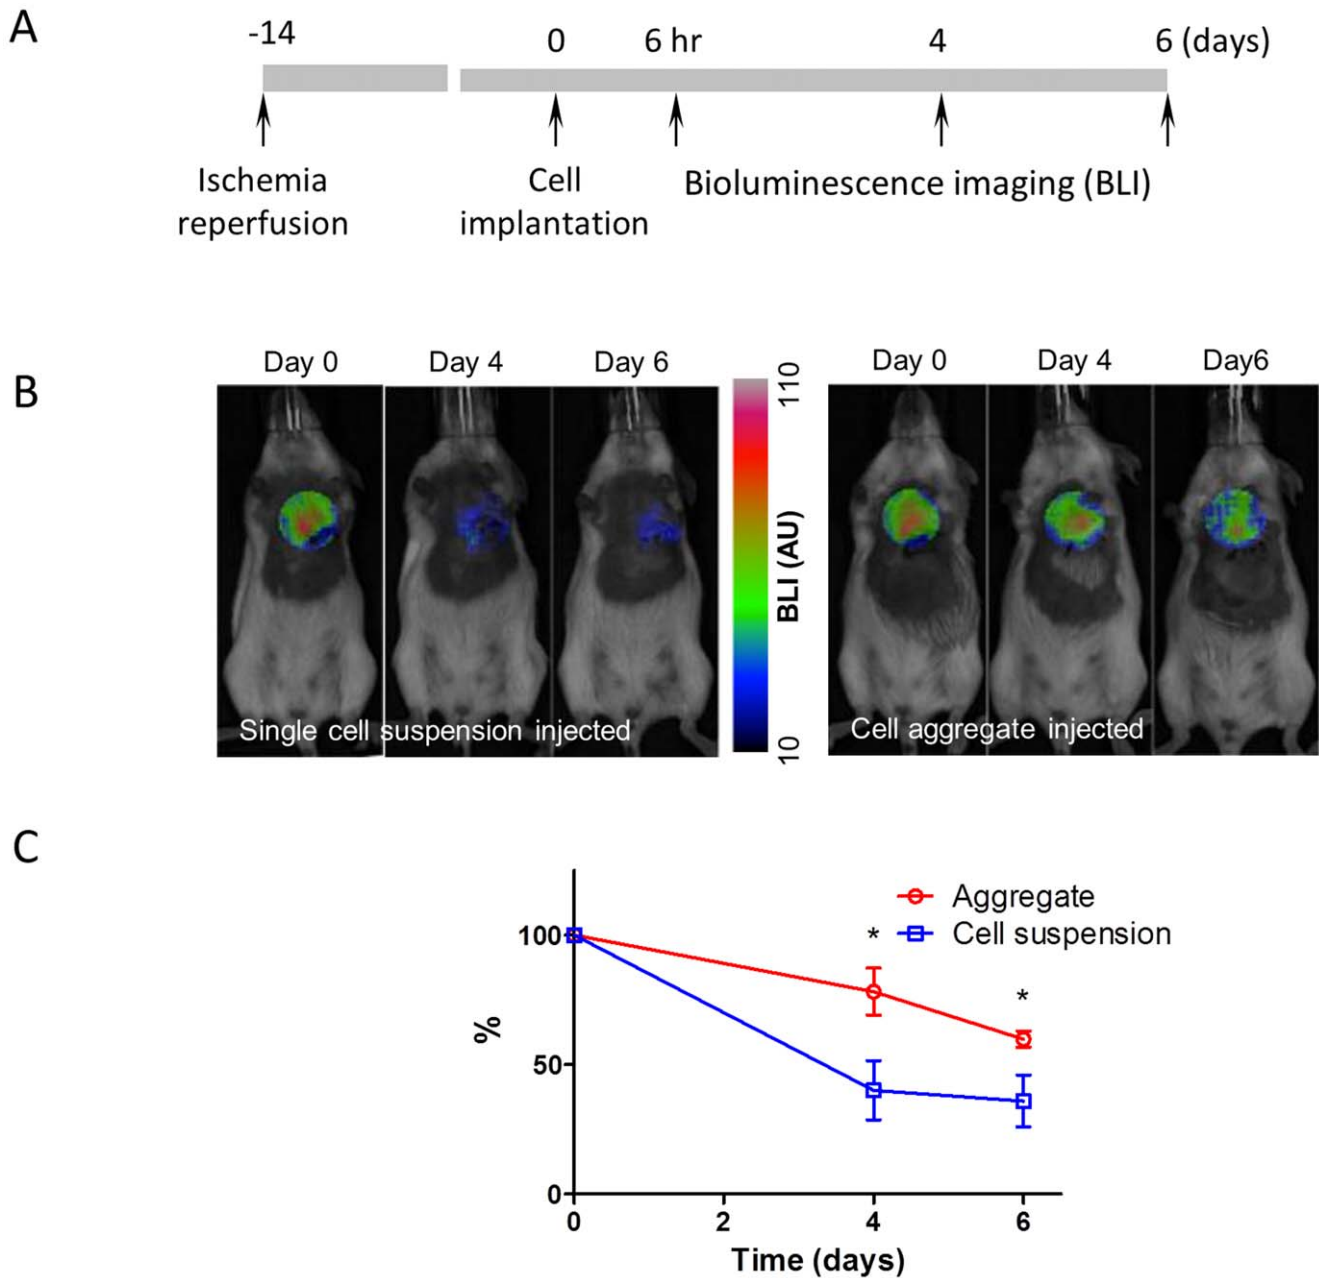 A
-14
0
6 hr
4
6 (days)
Ischemia
reperfusion
Cell
implantation
Bioluminescence imaging (BLI)
B
Day 0
Day 4
Day 6
Day 0
Day 4
Day6
110
BLI (AU)
10
Single cell suspension injected
Cell aggregate injected
C
Aggregate
Cell suspension
*
*
%
100
50
0
0
2
4
6
Time (days)